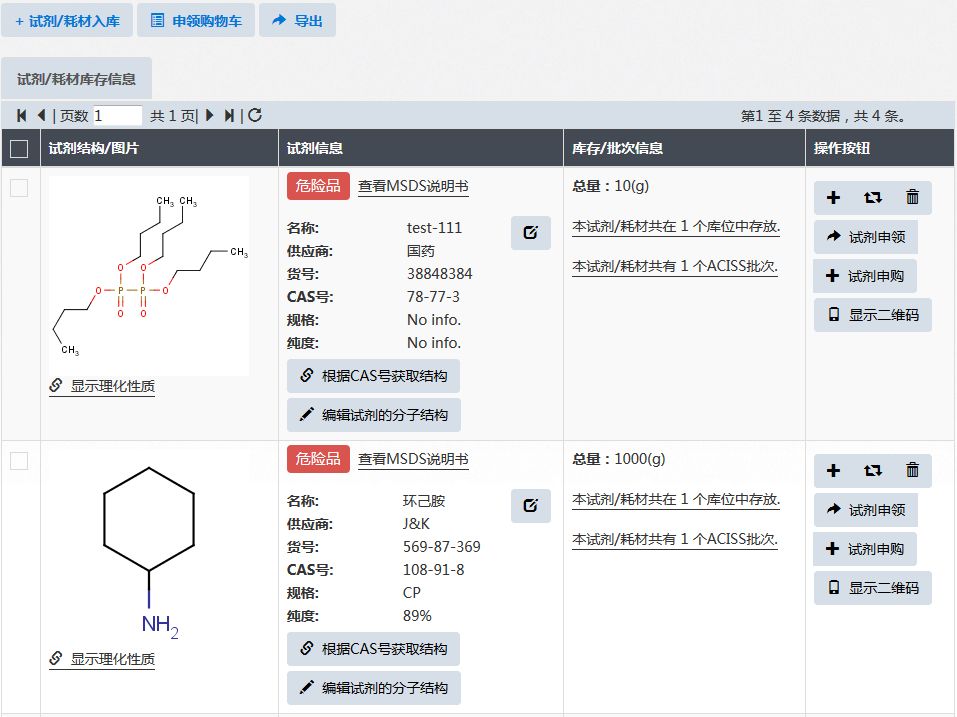 + 试剂/耗材入库 申领购物车 导出
试剂/耗材库存信息
| 页数 1 共 1 页| | 第1 至 4 条数据，共 4 条。
试剂结构/图片 试剂信息 库存/批次信息 操作按钮
危险品 查看MSDS说明书 总量：10(g)
CH3 CH3
名称: test-111
本试剂/耗材共在 1 个库位中存放.
试剂申领
供应商: 国药
CH3
货号: 38848384
本试剂/耗材共有 1 个ACISS批次.
试剂申购
O O
CAS号: 78-77-3
O P P O
规格: No info.
显示二维码
O O
纯度: No info.
CH3
根据CAS号获取结构
显示理化性质
编辑试剂的分子结构
危险品 查看MSDS说明书 总量：1000(g)
名称: 环己胺
本试剂/耗材共在 1 个库位中存放.
试剂申领
供应商: J&K
货号: 569-87-369
本试剂/耗材共有 1 个ACISS批次.
试剂申购
CAS号: 108-91-8
规格: CP
显示二维码
纯度: 89%
NH2
根据CAS号获取结构
显示理化性质
编辑试剂的分子结构